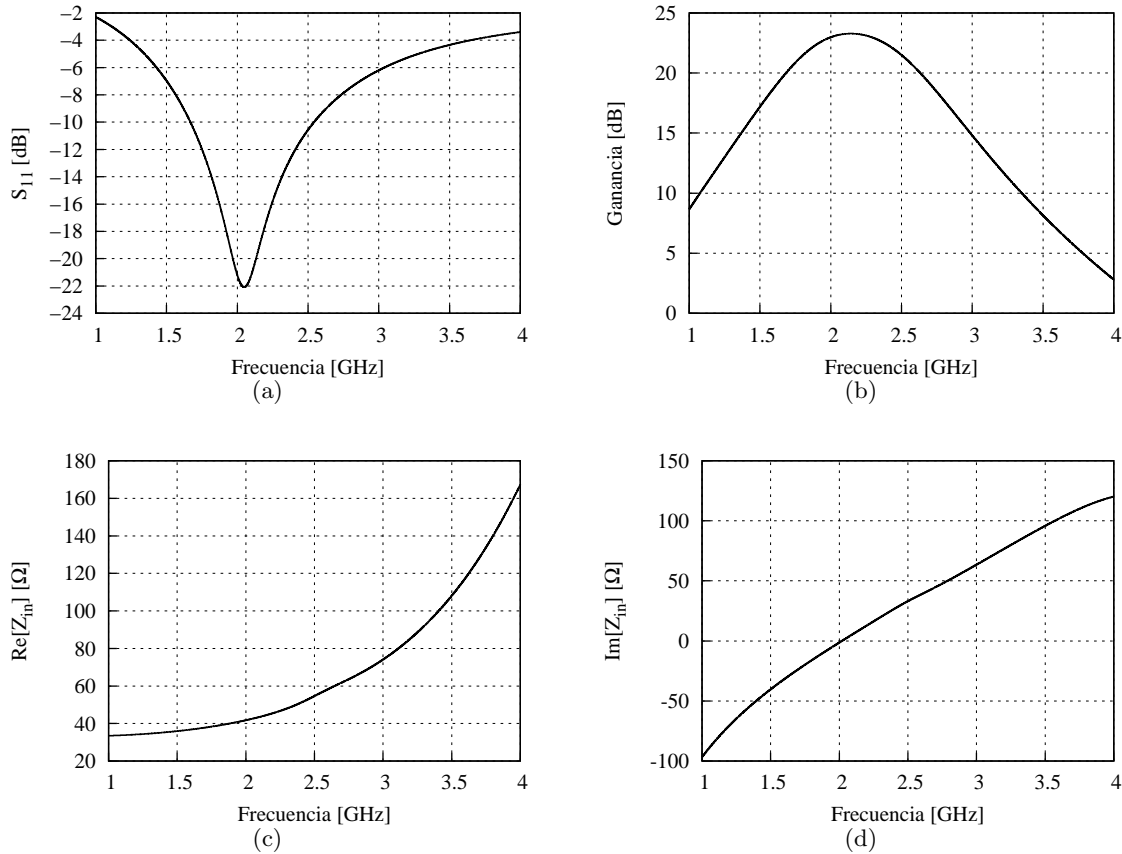 −2
−4
−6
−8
−10
−12
−14
−16
−18
−20
−22
−24
S11 [dB]
1 1.5 2 2.5 3 3.5 4
Frecuencia [GHz]
(a)
25
20
15
10
5
0
Ganancia [dB]
1 1.5 2 2.5 3 3.5 4
Frecuencia [GHz]
(b)
180
160
140
120
100
80
60
40
20
Re[Zin] [Ω]
1 1.5 2 2.5 3 3.5 4
Frecuencia [GHz]
(c)
150
100
50
0
-50
-100
Im[Zin] [Ω]
1 1.5 2 2.5 3 3.5 4
Frecuencia [GHz]
(d)